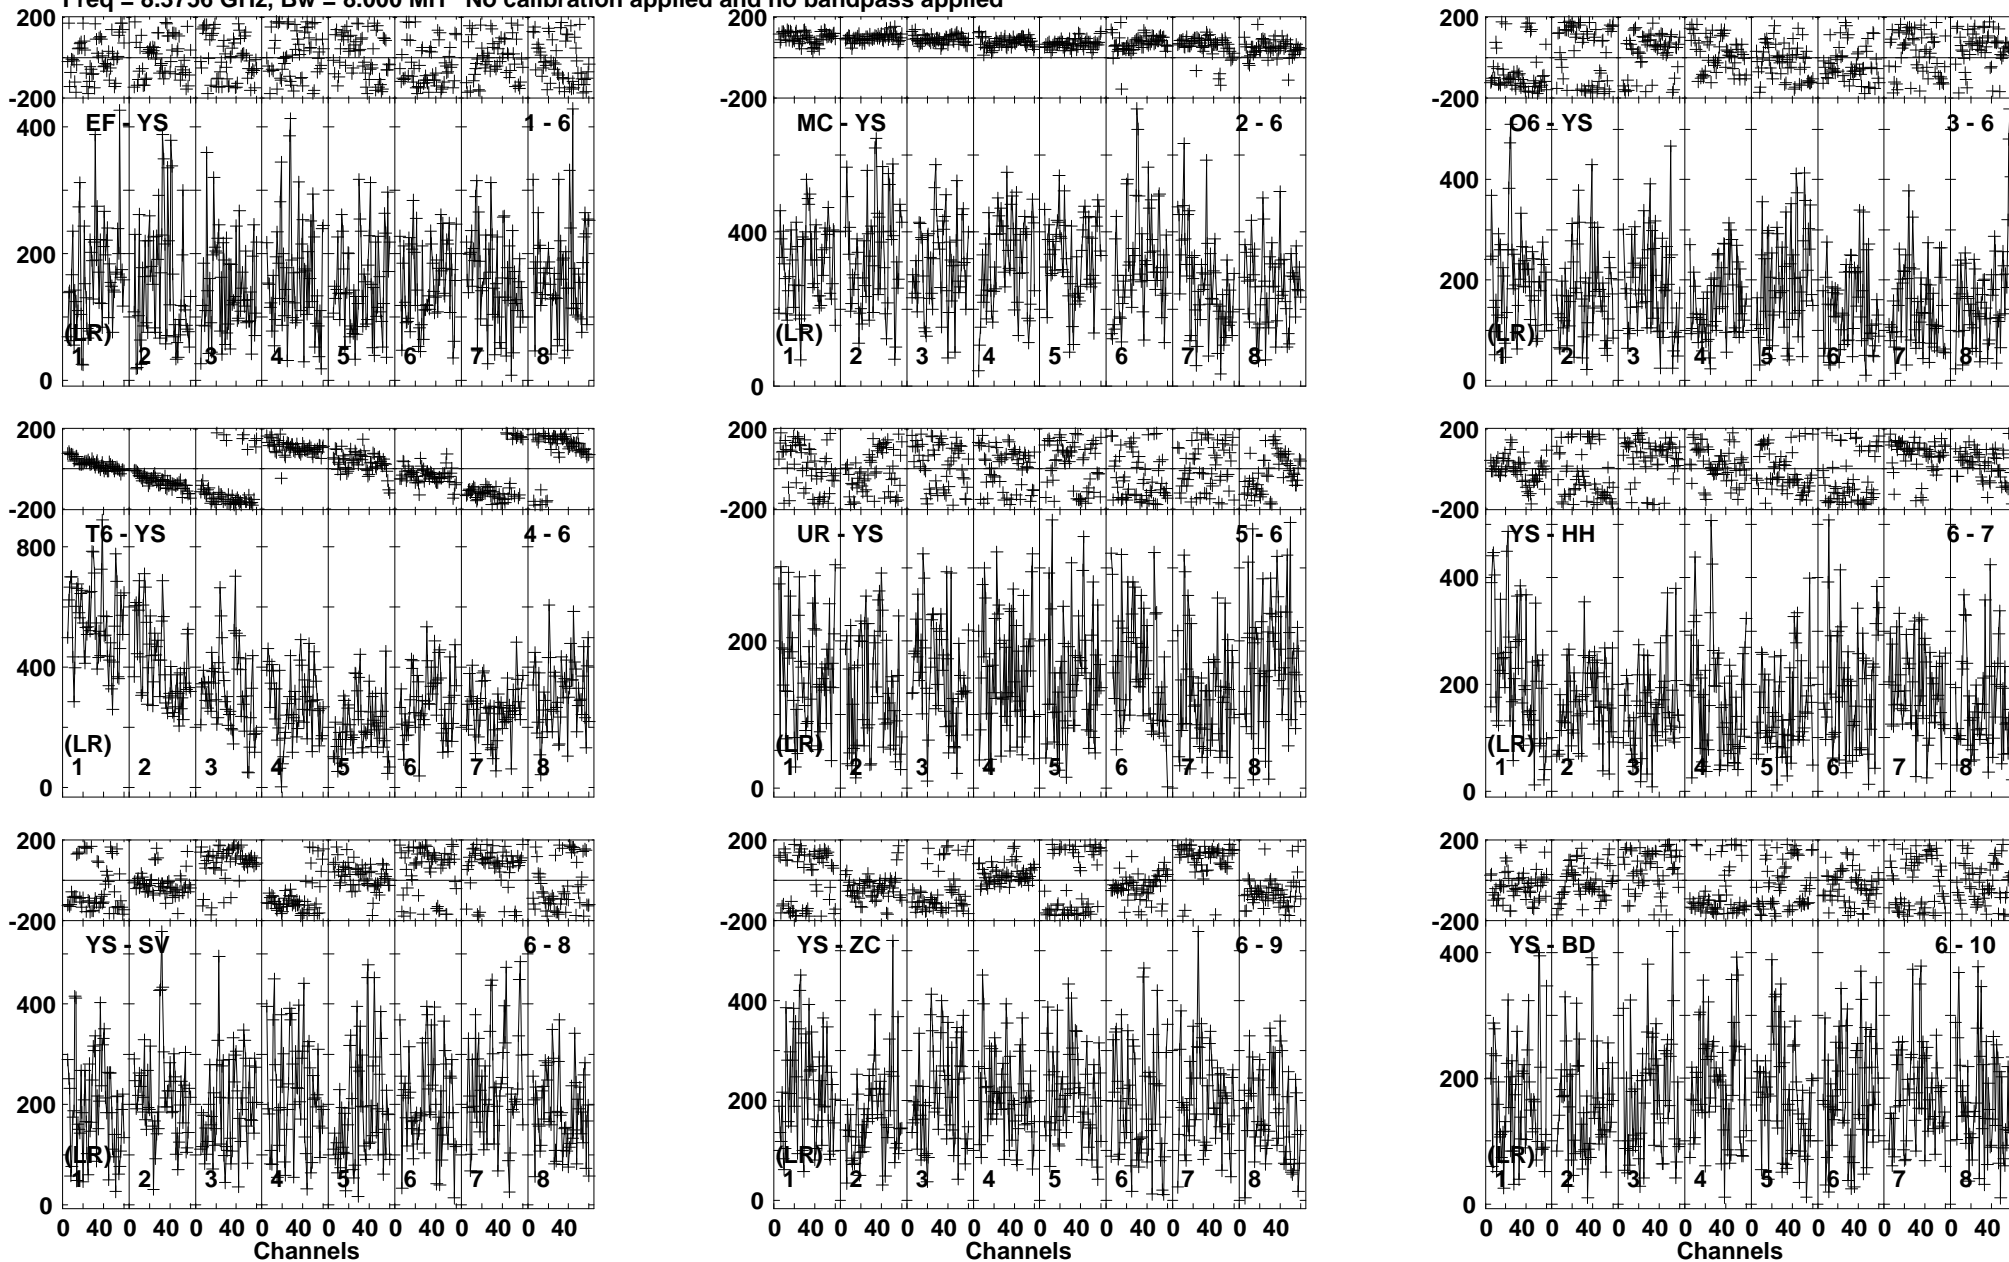 Freq = 8.3756 GHz, Bw = 8.000 MH No calibration applied and no bandpass applied
200 200 200
-200 -200 -200
EF - YS 1 - 6 MC - YS 2 - 6 O6 - YS 3 - 6
400 400 400
200 200
(LR) (LR) (LR)
1 2 3 4 5 6 7 8 1 2 3 4 5 6 7 8 1 2 3 4 5 6 7 8
0 0 0
200 200 200
-200 -200 -200
T6 - YS 4 - 6 UR - YS 5 - 6 YS - HH 6 - 7
800 400
400 200 200
(LR) (LR) (LR)
1 2 3 4 5 6 7 8 1 2 3 4 5 6 7 8 1 2 3 4 5 6 7 8
0 0 0
200 200 200
-200 -200 -200
YS - SV 6 - 8 YS - ZC 6 - 9 YS - BD 6 - 10
400 400 400
200 200 200
(LR) (LR) (LR)
1 2 3 4 5 6 7 8 1 2 3 4 5 6 7 8 1 2 3 4 5 6 7 8
0 0 0
0 40 0 40 0 40 0 40 0 40 0 40 0 40 0 40 0 40 0 40 0 40 0 40 0 40 0 40 0 40 0 40 0 40 0 40 0 40 0 40 0 40 0 40 0 40 0 40
Channels Channels Channels